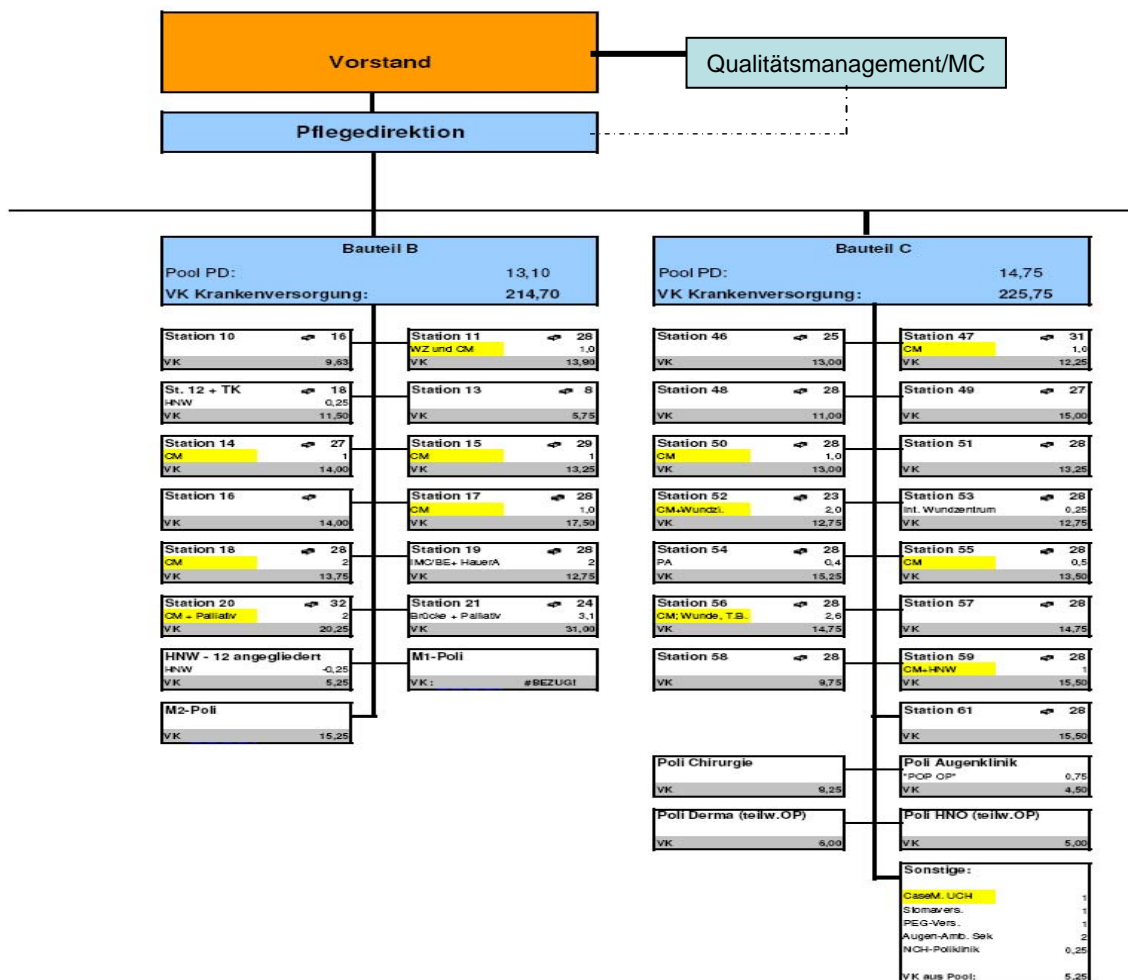 Vorstand
Qualitätsmanagement/MC
Pflegedirektion
Bauteil B
Pool PD: 13,10
VK Krankenversorgung: 214,70
Station 10 16
VK 9,63
Station 11 28
WZ und CM 1,0
VK 13,90
St. 12 + TK 18
HNW 0,25
VK 11,50
Station 13 8
VK 5,75
Station 14 27
CM 1
VK 14,00
Station 15 29
CM 1
VK 13,25
Station 16
VK 14,00
Station 17 28
CM 1,0
VK 17,50
Station 18 28
CM 2
VK 13,75
Station 19 28
IMC/BE+ HauerA 2
VK 12,75
Station 20 32
CM + Palliativ 2
VK 20,25
Station 21 24
Brücke + Palliativ 3,1
VK 31,00
HNW - 12 angegliedert
HNW -0,25
VK 5,25
M1-Poli
VK: #BEZUG!
M2-Poli
VK 15,25
Bauteil C
Pool PD: 14,75
VK Krankenversorgung: 225,75
Station 46 25
VK 13,00
Station 47 31
CM 1,0
VK 12,25
Station 48 28
VK 11,00
Station 49 27
VK 15,00
Station 50 28
CM 1,0
VK 13,00
Station 51 28
VK 13,25
Station 52 23
CM+Wundzi. 2,0
VK 12,75
Station 53 28
Int. Wundzentrum 0,25
VK 12,75
Station 54 28
PA 0,4
VK 15,25
Station 55 28
CM 0,5
VK 13,50
Station 56 28
CM; Wunde, T.B. 2,6
VK 14,75
Station 57 28
VK 14,75
Station 58 28
VK 9,75
Station 59 28
CM+HNW 1
VK 15,50
Station 61 28
VK 15,50
Poli Chirurgie
VK 9,25
Poli Augenklinik
"POP OP" 0,75
VK 4,50
Poli Derma (teilw.OP)
VK 6,00
Poli HNO (teilw.OP)
VK 5,00
Sonstige:
CaseM. UCH 1
Stomavers. 1
PEG-Vers. 1
Augen-Amb. Sek 2
NCH-Poliklinik 0,25
VK aus Pool: 5,25